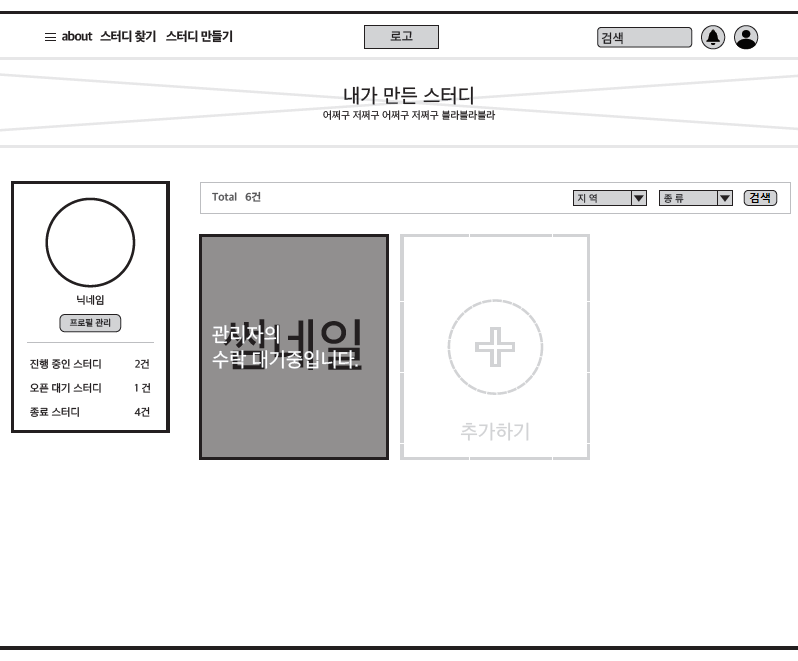 about 스터디 찾기 스터디 만들기
로고
검색
내가 만든 스터디
어쩌구 저쩌구 어쩌구 저쩌구 블라블라블라
닉네임
프로필 관리
진행 중인 스터디 2건
오픈 대기 스터디 1 건
종료 스터디 4건
Total 6건
지역
종류
검색
썸네임
관리자의
수락 대기중입니다.
추가하기